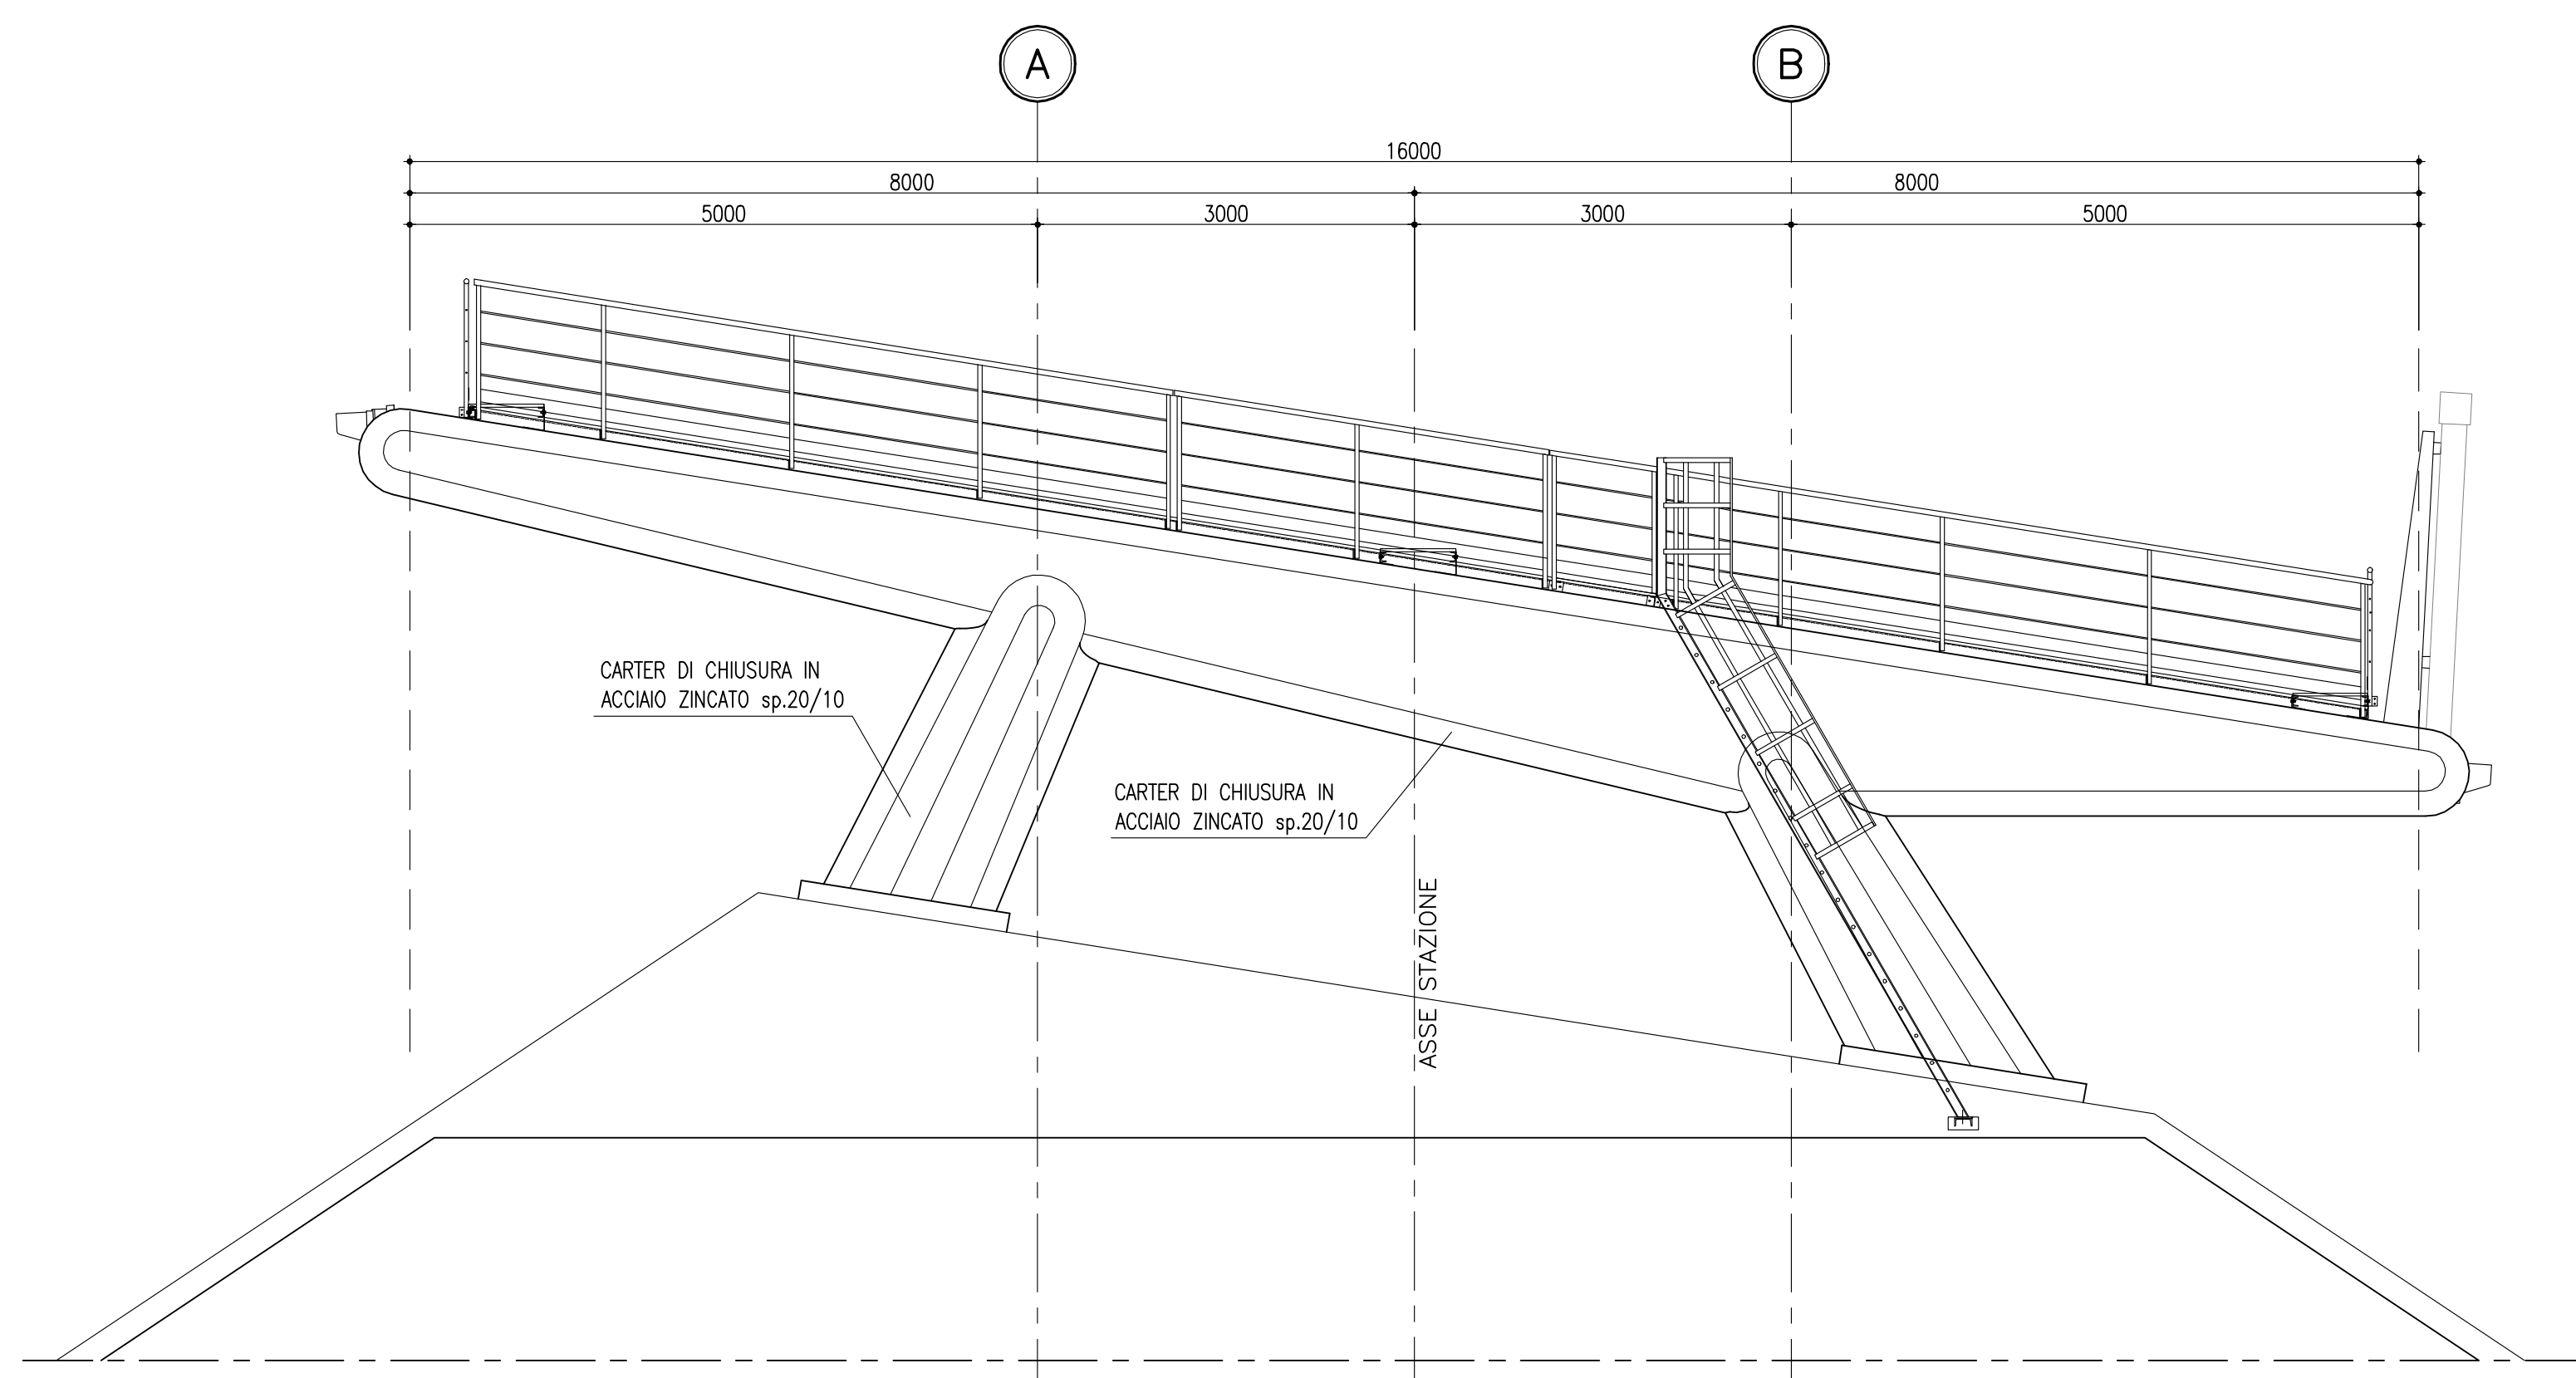 A
B
16000
8000
8000
5000
3000
3000
5000
CARTER DI CHIUSURA IN
ACCIAIO ZINCATO sp.20/10
CARTER DI CHIUSURA IN
ACCIAIO ZINCATO sp.20/10
ASSE STAZIONE